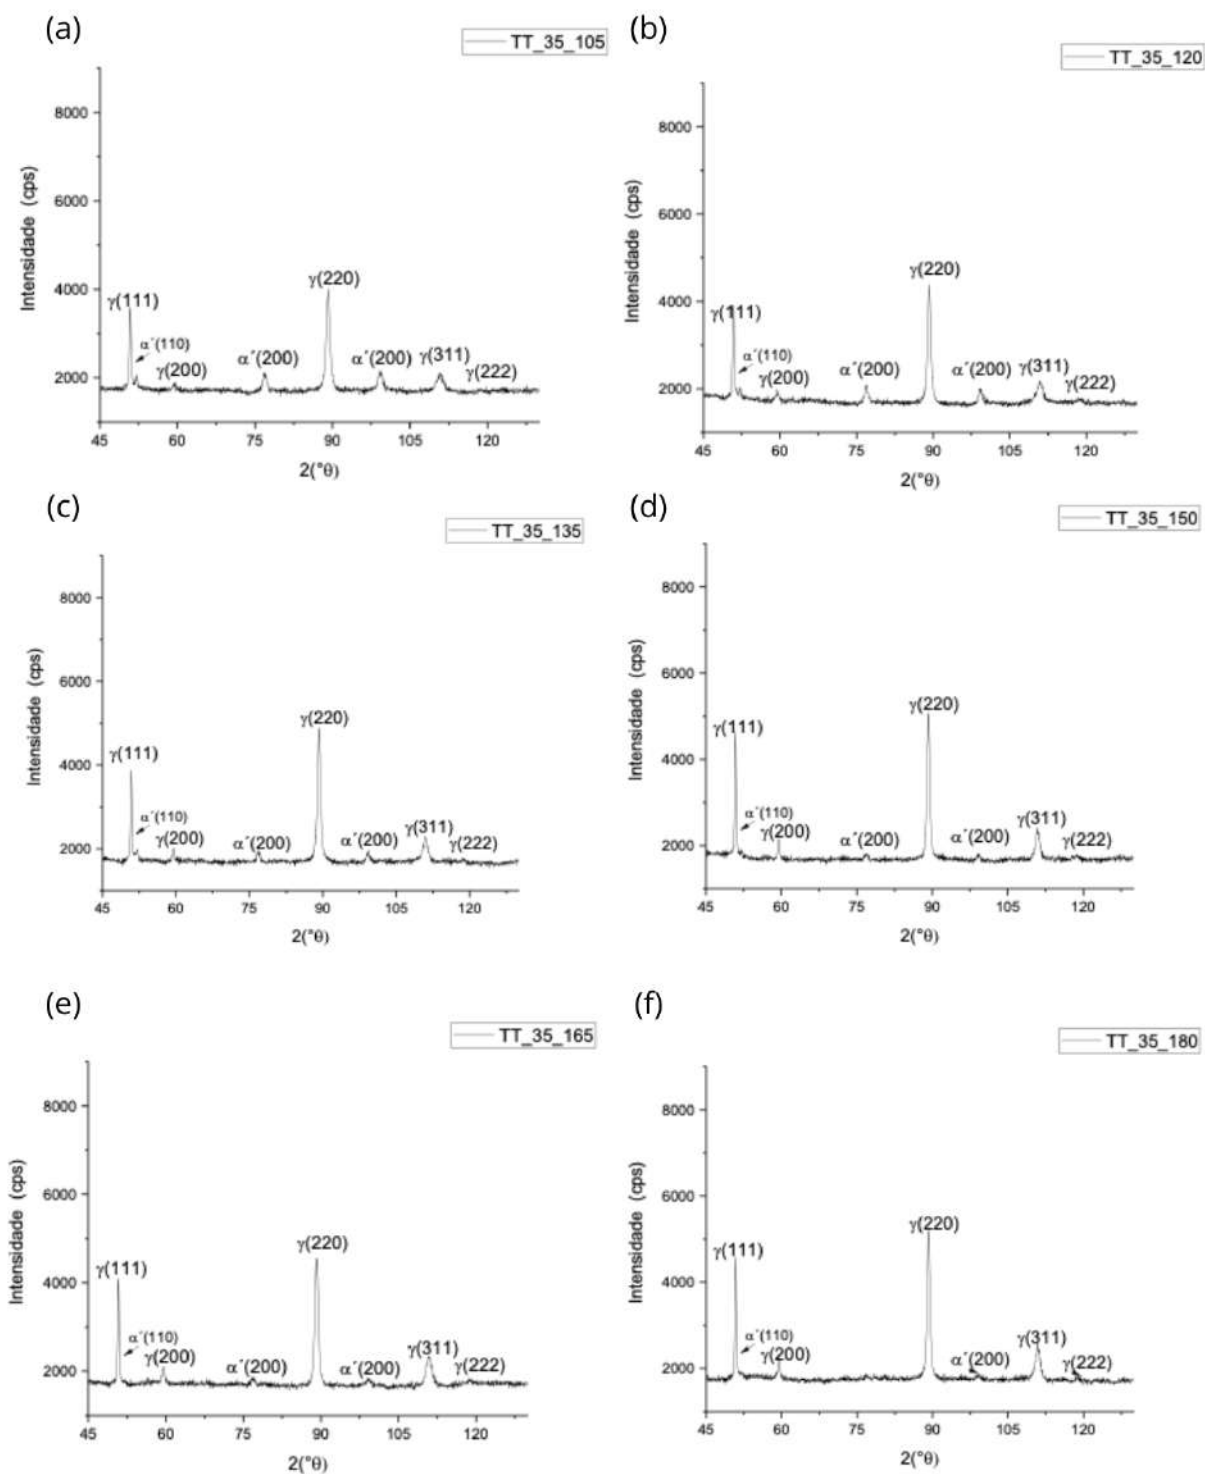 (a)
TT_35_105
8000
6000
4000
2000
Intensidade (cps)
γ(111)
α´(110)
γ(200)
α´(200)
γ(220)
α´(200)
γ(311)
γ(222)
45 60 75 90 105 120
2(°θ)
(b)
TT_35_120
8000
6000
4000
2000
Intensidade (cps)
γ(111)
α´(110)
γ(200)
α´(200)
γ(220)
α´(200)
γ(311)
γ(222)
45 60 75 90 105 120
2(°θ)
(c)
TT_35_135
8000
6000
4000
2000
Intensidade (cps)
γ(111)
α´(110)
γ(200)
α´(200)
γ(220)
α´(200)
γ(311)
γ(222)
45 60 75 90 105 120
2(°θ)
(d)
TT_35_150
8000
6000
4000
2000
Intensidade (cps)
γ(111)
α´(110)
γ(200)
α´(200)
γ(220)
α´(200)
γ(311)
γ(222)
45 60 75 90 105 120
2(°θ)
(e)
TT_35_165
8000
6000
4000
2000
Intensidade (cps)
γ(111)
α´(110)
γ(200)
α´(200)
γ(220)
α´(200)
γ(311)
γ(222)
45 60 75 90 105 120
2(°θ)
(f)
TT_35_180
8000
6000
4000
2000
Intensidade (cps)
γ(111)
α´(110)
γ(200)
γ(220)
α´(200)
γ(311)
γ(222)
45 60 75 90 105 120
2(°θ)